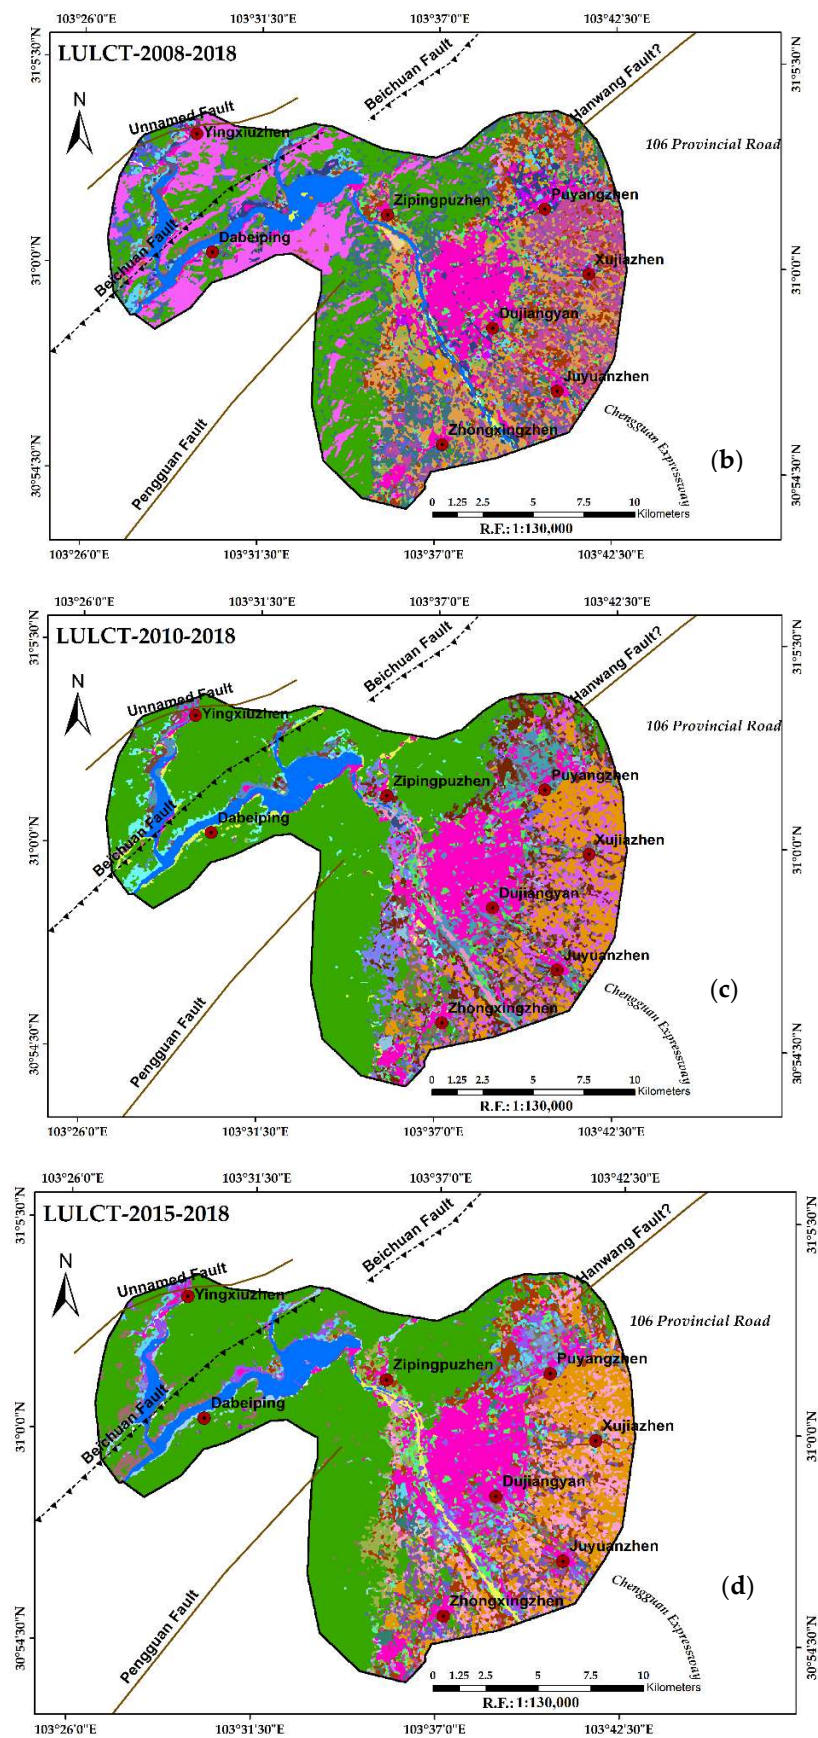 103°26'0"E 103°31'30"E 103°37'0"E 103°42'30"E
LULCT-2008-2018
31°5'30"N
31°5'30"N
Beichuan Fault
Hanwang Fault?
N
Unnamed Fault
Yingxiuzhen
106 Provincial Road
Zipingpuzhen
Puyangzhen
Dabeiping
Beichuan Fault
Xujiazhen
31°0'0"N
31°0'0"N
Dujiangyan
Juyuanzhen
Pengguan Fault
Zhongxingzhen
Chengguan Expressway
(b)
30°54'30"N
30°54'30"N
0 1.25 2.5 5 7.5 10
Kilometers
R.F.: 1:130,000
103°26'0"E 103°31'30"E 103°37'0"E 103°42'30"E
103°26'0"E 103°31'30"E 103°37'0"E 103°42'30"E
LULCT-2010-2018
31°5'30"N
31°5'30"N
Beichuan Fault
Hanwang Fault?
N
Unnamed Fault
Yingxiuzhen
106 Provincial Road
Zipingpuzhen
Puyangzhen
Dabeiping
Beichuan Fault
Xujiazhen
31°0'0"N
31°0'0"N
Dujiangyan
Juyuanzhen
Pengguan Fault
Zhongxingzhen
Chengguan Expressway
(c)
30°54'30"N
30°54'30"N
0 1.25 2.5 5 7.5 10
Kilometers
R.F.: 1:130,000
103°26'0"E 103°31'30"E 103°37'0"E 103°42'30"E
103°26'0"E 103°31'30"E 103°37'0"E 103°42'30"E
LULCT-2015-2018
31°5'30"N
31°5'30"N
Beichuan Fault
Hanwang Fault?
N
Unnamed Fault
Yingxiuzhen
106 Provincial Road
Zipingpuzhen
Puyangzhen
Dabeiping
Beichuan Fault
Xujiazhen
31°0'0"N
31°0'0"N
Dujiangyan
Juyuanzhen
Pengguan Fault
Zhongxingzhen
Chengguan Expressway
(d)
30°54'30"N
30°54'30"N
0 1.25 2.5 5 7.5 10
Kilometers
R.F.: 1:130,000
103°26'0"E 103°31'30"E 103°37'0"E 103°42'30"E